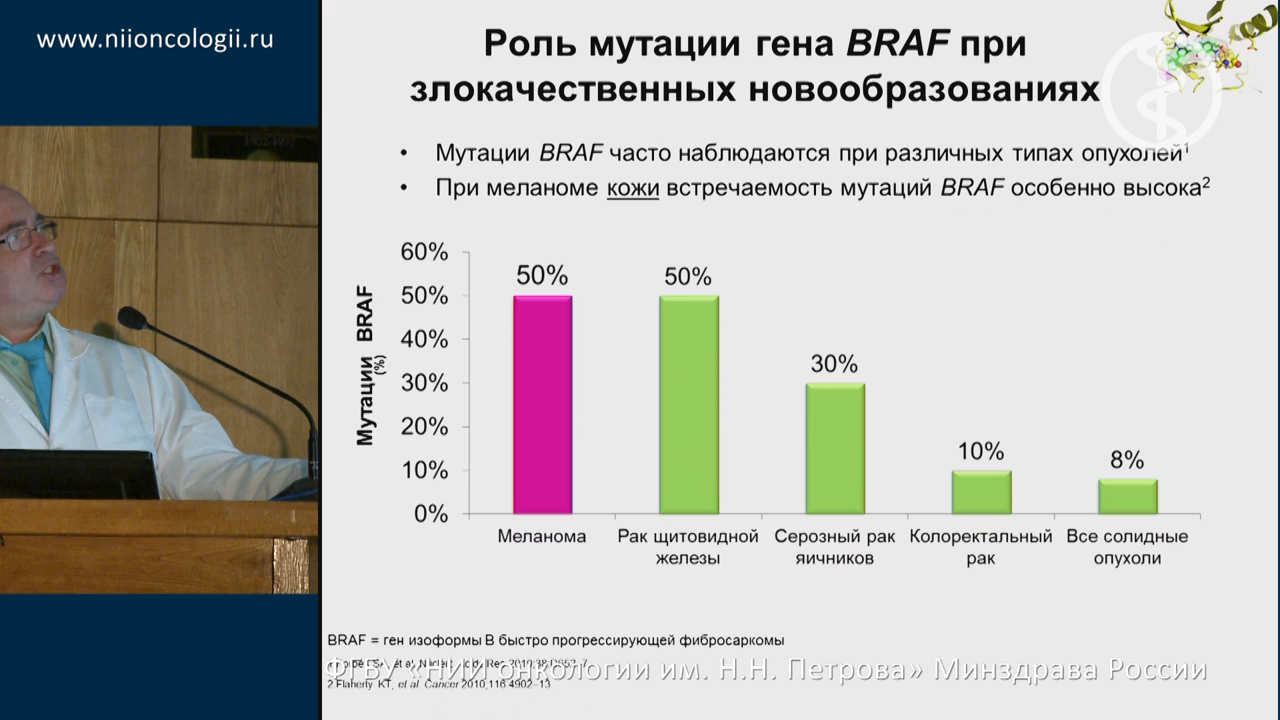 www.niioncologii.ru
Роль мутации гена BRAF при
злокачественных новообразованиях
• Мутации BRAF часто наблюдаются при различных типах опухолей¹
• При меланоме кожи встречаемость мутаций BRAF особенно высока²
Мутации BRAF
(%)
60%
50%
40%
30%
20%
10%
0%
50%
50%
30%
10%
8%
Меланома
Рак щитовидной
железы
Серозный рак
яичников
Колоректальный
рак
Все солидные
опухоли
BRAF = ген изоформы B быстро прогрессирующей фибросаркомы
ФГБУ «НИИ онкологии им. Н.Н. Петрова» Минздрава России
2 Flaherty KT, et al. Cancer 2010;116:4902–13.